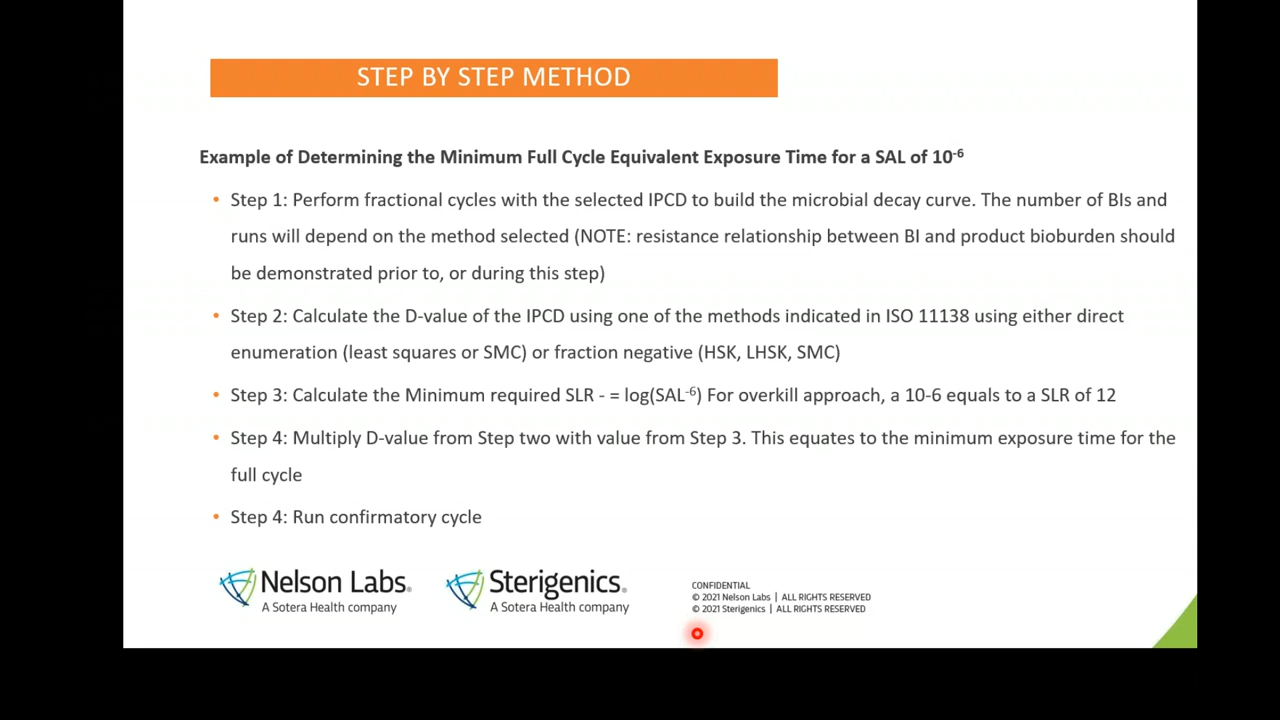 STEP BY STEP METHOD
Example of Determining the Minimum Full Cycle Equivalent Exposure Time for a SAL of 10⁻⁶
• Step 1: Perform fractional cycles with the selected IPCD to build the microbial decay curve. The number of BIs and
runs will depend on the method selected (NOTE: resistance relationship between BI and product bioburden should
be demonstrated prior to, or during this step)
• Step 2: Calculate the D-value of the IPCD using one of the methods indicated in ISO 11138 using either direct
enumeration (least squares or SMC) or fraction negative (HSK, LHSK, SMC)
• Step 3: Calculate the Minimum required SLR - = log(SAL⁻⁶) For overkill approach, a 10-6 equals to a SLR of 12
• Step 4: Multiply D-value from Step two with value from Step 3. This equates to the minimum exposure time for the
full cycle
• Step 4: Run confirmatory cycle
Nelson Labs®
A Sotera Health company
Sterigenics®
A Sotera Health company
CONFIDENTIAL
© 2021 Nelson Labs | ALL RIGHTS RESERVED
© 2021 Sterigenics | ALL RIGHTS RESERVED